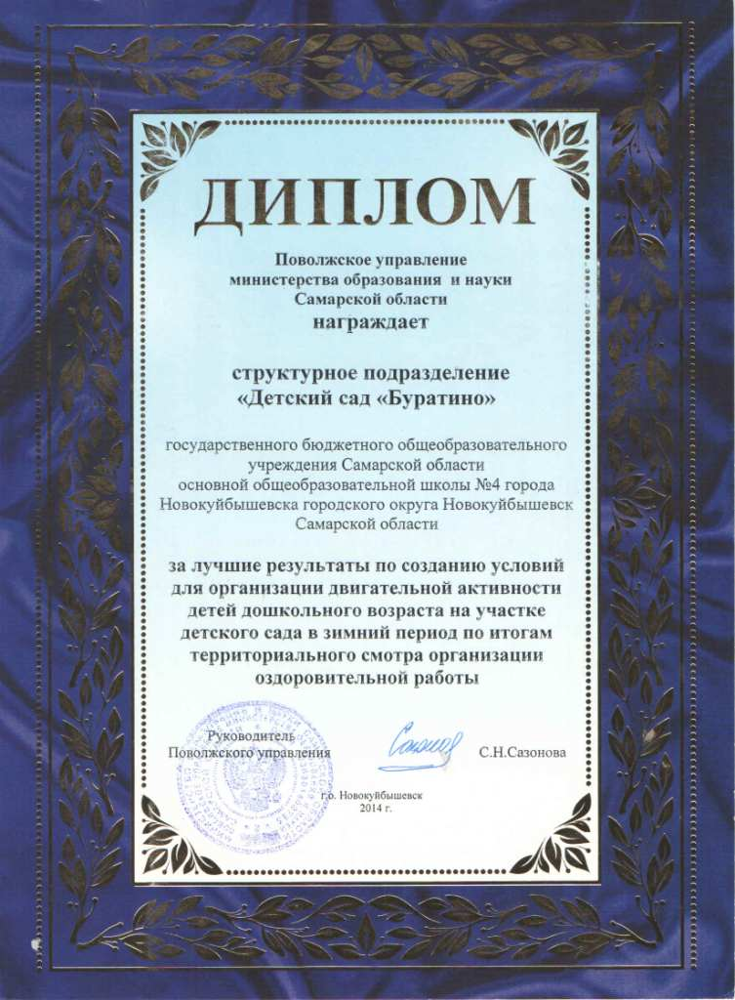 ДИПЛОМ
Поволжское управление
министерства образования и науки
Самарской области
награждает
структурное подразделение
«Детский сад «Буратино»
государственного бюджетного общеобразовательного
учреждения Самарской области
основной общеобразовательной школы №4 города
Новокуйбышевска городского округа Новокуйбышевск
Самарской области
за лучшие результаты по созданию условий
для организации двигательной активности
детей дошкольного возраста на участке
детского сада в зимний период по итогам
территориального смотра организации
оздоровительной работы
Руководитель
Поволжского управления
С.Н.Сазонова
г.о. Новокуйбышевск
2014 г.